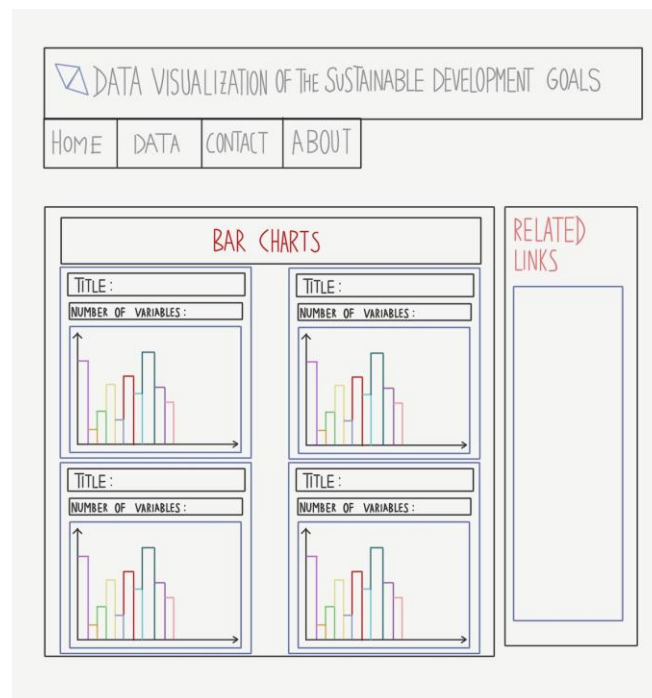 DATA VISUALIZATION OF THE SUSTAINABLE DEVELOPMENT GOALS
HOME DATA CONTACT ABOUT
BAR CHARTS
TITLE :
NUMBER OF VARIABLES :
TITLE :
NUMBER OF VARIABLES :
TITLE :
NUMBER OF VARIABLES :
TITLE :
NUMBER OF VARIABLES :
RELATED
LINKS